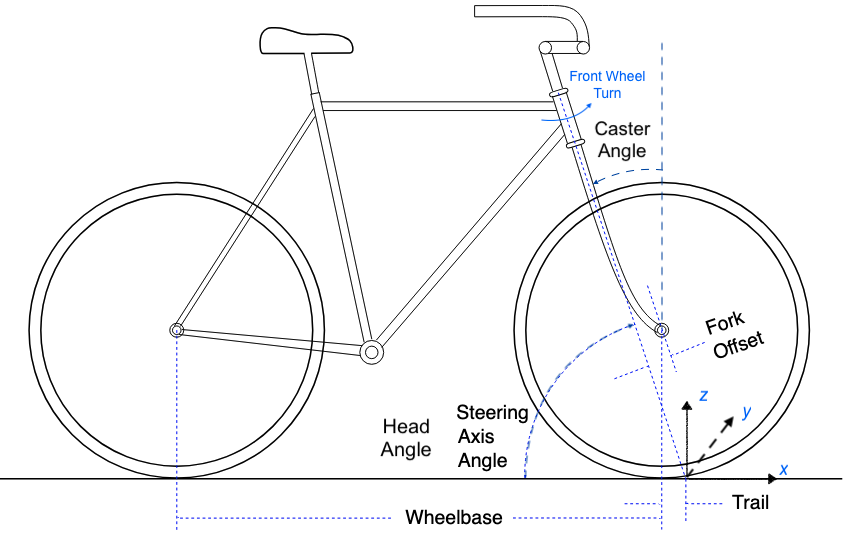 Front Wheel
Turn
Caster
Angle
Fork
Offset
Head
Angle
Steering
Axis
Angle
z
y
x
Trail
Wheelbase